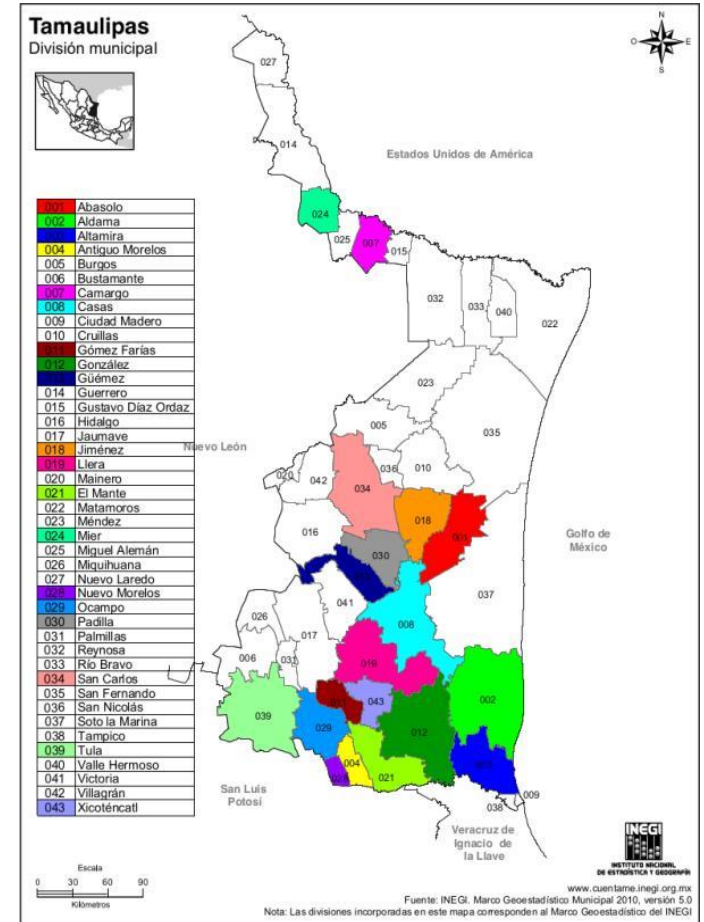 Tamaulipas
División municipal
N
O
E
S
027
014
Estados Unidos de América
024
025
007
015
032
033
040
022
023
035
005
Nuevo León
036
010
020
042
034
018
001
016
030
Golfo de
México
013
041
037
026
017
008
006
031
019
002
039
043
011
029
012
004
003
028
021
San Luis
Potosí
038
009
Veracruz de
Ignacio de
la Llave
001 Abasolo
002 Aldama
003 Altamira
004 Antiguo Morelos
005 Burgos
006 Bustamante
007 Camargo
008 Casas
009 Ciudad Madero
010 Cruillas
011 Gómez Farías
012 González
013 Güémez
014 Guerrero
015 Gustavo Díaz Ordaz
016 Hidalgo
017 Jaumave
018 Jiménez
019 Llera
020 Mainero
021 El Mante
022 Matamoros
023 Méndez
024 Mier
025 Miguel Alemán
026 Miquihuana
027 Nuevo Laredo
028 Nuevo Morelos
029 Ocampo
030 Padilla
031 Palmillas
032 Reynosa
033 Río Bravo
034 San Carlos
035 San Fernando
036 San Nicolás
037 Soto la Marina
038 Tampico
039 Tula
040 Valle Hermoso
041 Victoria
042 Villagrán
043 Xicoténcatl
Escala
0 30 60 90
Kilómetros
INEGI
INSTITUTO NACIONAL
DE ESTADÍSTICA Y GEOGRAFÍA
www.cuentame.inegi.org.mx
Fuente: INEGI. Marco Geoestadístico Municipal 2010, versión 5.0
Nota: Las divisiones incorporadas en este mapa corresponden al Marco Geoestadístico del INEGI